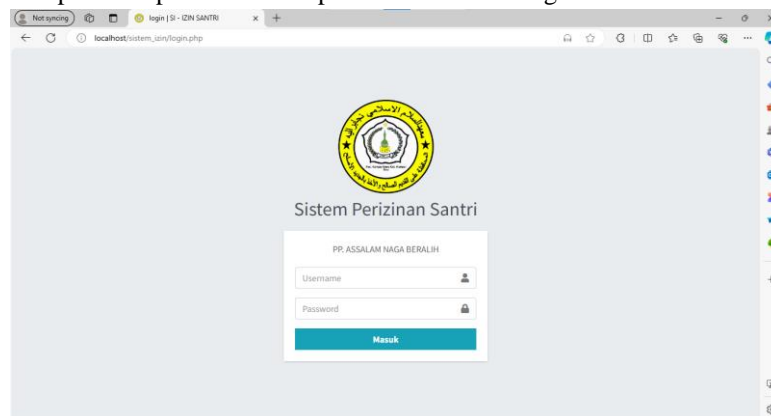 Not syncing
login | SI - IZIN SANTRI
localhost/sistem_izin/login.php
Sistem Perizinan Santri
PP. ASSALAM NAGA BERALIH
Username
Password
Masuk